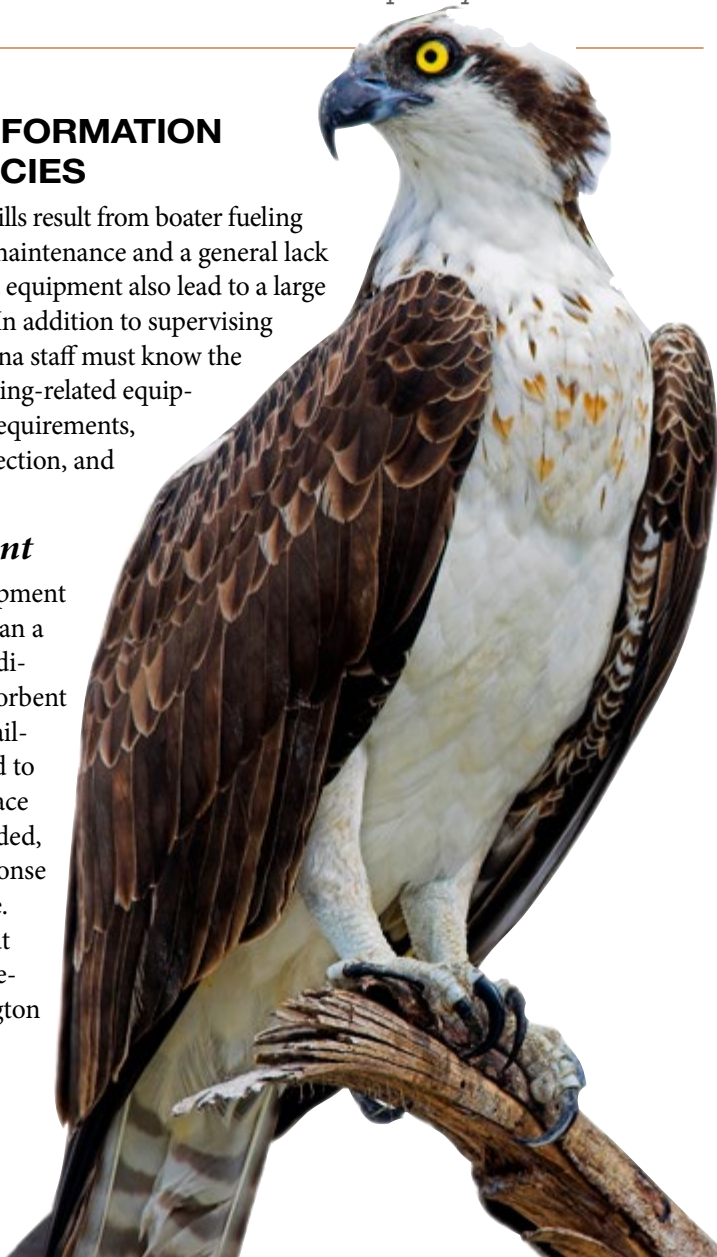 FORMATION
CIES
ills result from boater fueling
naintenance and a general lack
equipment also lead to a large
In addition to supervising
na staff must know the
ing-related equip-
equirements,
ection, and
nt
pment
an a
di-
orbent
ail-
d to
ace
ded,
onse
e.
t
e-
gton